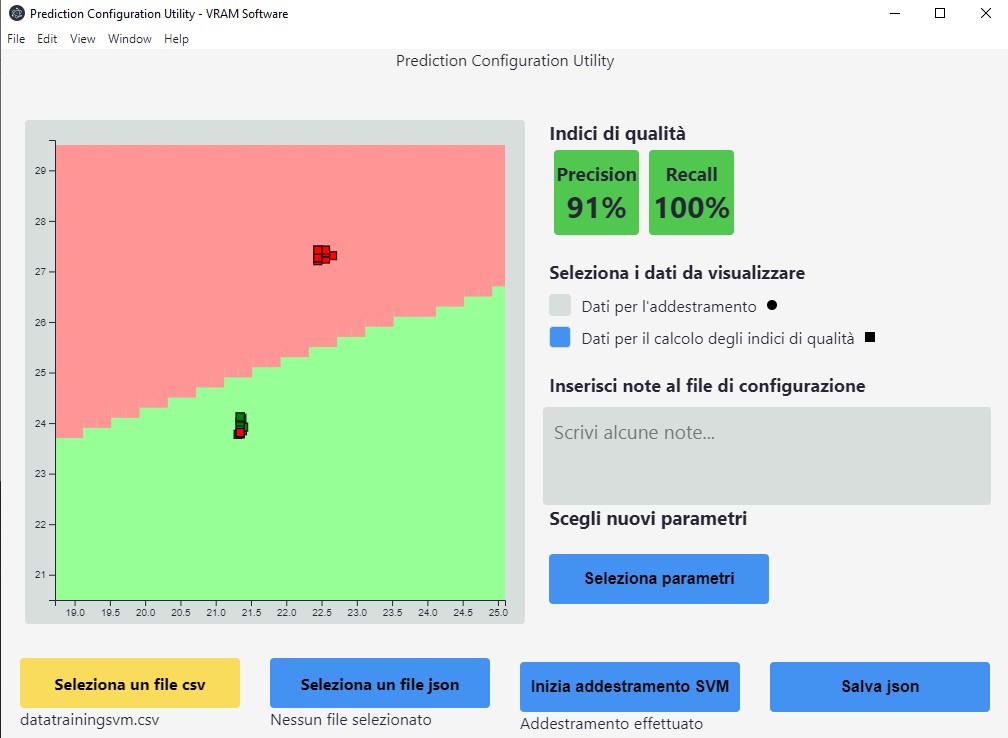 Prediction Configuration Utility - VRAM Software
File Edit View Window Help
Prediction Configuration Utility
29
28
27
26
25
24
23
22
21
19.0 19.5 20.0 20.5 21.0 21.5 22.0 22.5 23.0 23.5 24.0 24.5 25.0
Indici di qualità
Precision Recall
91% 100%
Seleziona i dati da visualizzare
Dati per l'addestramento
Dati per il calcolo degli indici di qualità
Inserisci note al file di configurazione
Scrivi alcune note...
Scegli nuovi parametri
Seleziona parametri
Seleziona un file csv Seleziona un file json Inizia addestramento SVM Salva json
datatrainingsvm.csv Nessun file selezionato Addestramento effettuato